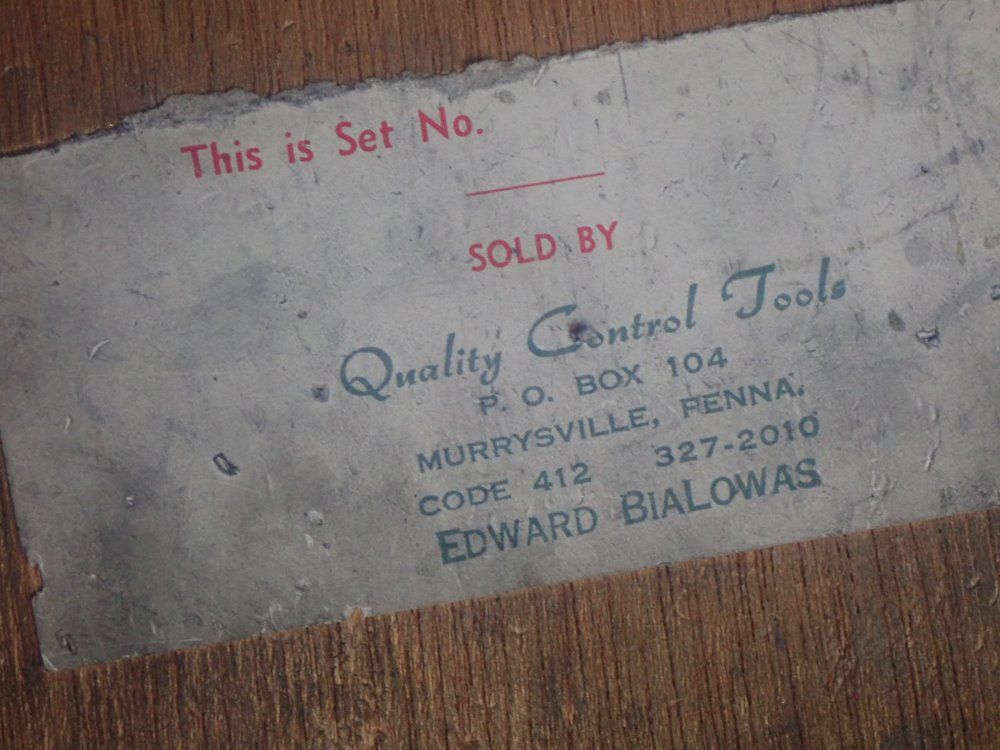 This is Set No.
SOLD BY
Quality Control Tools
P. O. BOX 104
MURRYSVILLE, PENNA.
CODE 412 327-2010
EDWARD BIALOWAS